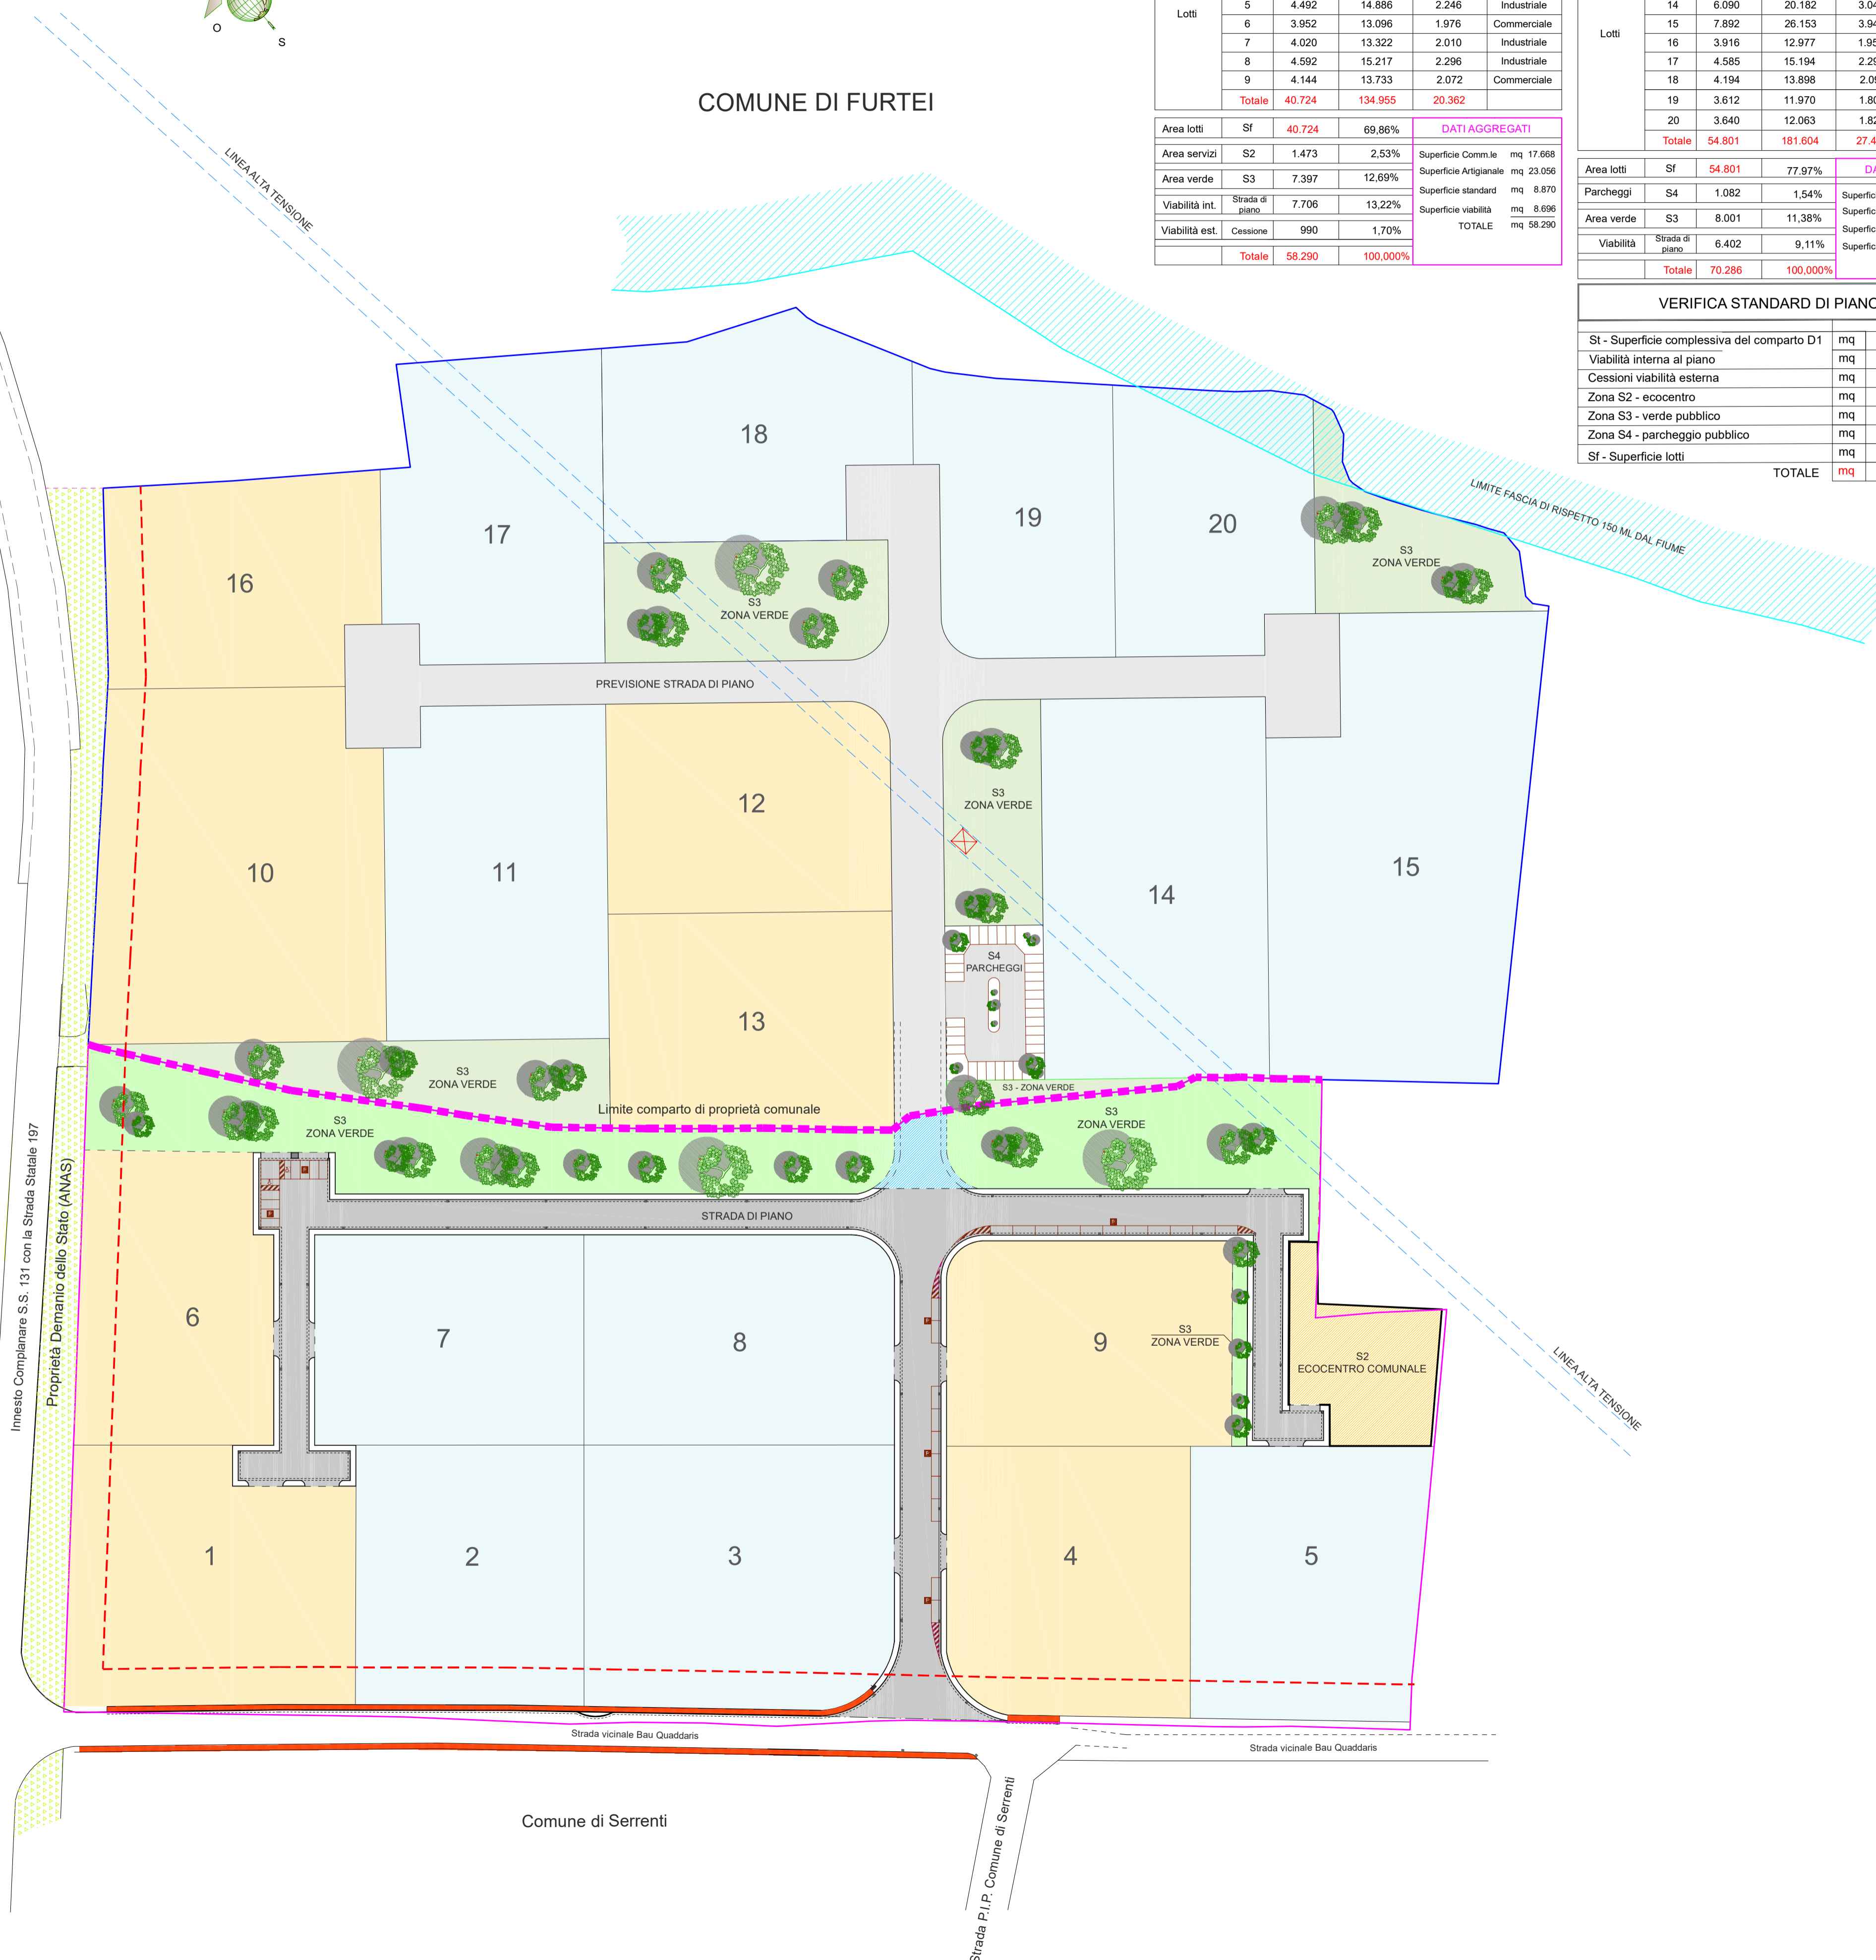 O
S
COMUNE DI FURTEI
Lotti
5 4.492 14.886 2.246 Industriale
6 3.952 13.096 1.976 Commerciale
7 4.020 13.322 2.010 Industriale
8 4.592 15.217 2.296 Industriale
9 4.144 13.733 2.072 Commerciale
Totale 40.724 134.955 20.362
Area lotti Sf 40.724 69,86%
Area servizi S2 1.473 2,53%
Area verde S3 7.397 12,69%
Viabilità int. Strada di piano 7.706 13,22%
Viabilità est. Cessione 990 1,70%
Totale 58.290 100,000%
DATI AGGREGATI
Superficie Comm.le mq 17.668
Superficie Artigianale mq 23.056
Superficie standard mq 8.870
Superficie viabilità mq 8.696
TOTALE mq 58.290
Lotti
14 6.090 20.182
15 7.892 26.153
16 3.916 12.977
17 4.585 15.194
18 4.194 13.898
19 3.612 11.970
20 3.640 12.063
Totale 54.801 181.604
Area lotti Sf 54.801 77.97%
Parcheggi S4 1.082 1,54%
Area verde S3 8.001 11,38%
Viabilità Strada di piano 6.402 9,11%
Totale 70.286 100,000%
VERIFICA STANDARD DI PIANO
St - Superficie complessiva del comparto D1 mq
Viabilità interna al piano mq
Cessioni viabilità esterna mq
Zona S2 - ecocentro mq
Zona S3 - verde pubblico mq
Zona S4 - parcheggio pubblico mq
Sf - Superficie lotti mq
TOTALE mq
LINEA ALTA TENSIONE
LIMITE FASCIA DI RISPETTO 150 ML DAL FIUME
18
17
19
20
16
S3
ZONA VERDE
S3
ZONA VERDE
PREVISIONE STRADA DI PIANO
12
S3
ZONA VERDE
10
11
14
15
S4
PARCHEGGI
13
S3
ZONA VERDE
S3 - ZONA VERDE
Limite comparto di proprietà comunale
S3
ZONA VERDE
S3
ZONA VERDE
STRADA DI PIANO
P
P
P
6
7
8
9
P
S3
ZONA VERDE
S2
ECOCENTRO COMUNALE
LINEA ALTA TENSIONE
P
1
2
3
4
5
P
Innesto Complanare S.S. 131 con la Strada Statale 197
Proprietà Demanio dello Stato (ANAS)
Strada vicinale Bau Quaddaris
Strada vicinale Bau Quaddaris
Comune di Serrenti
Strada P.I.P. Comune di Serrenti